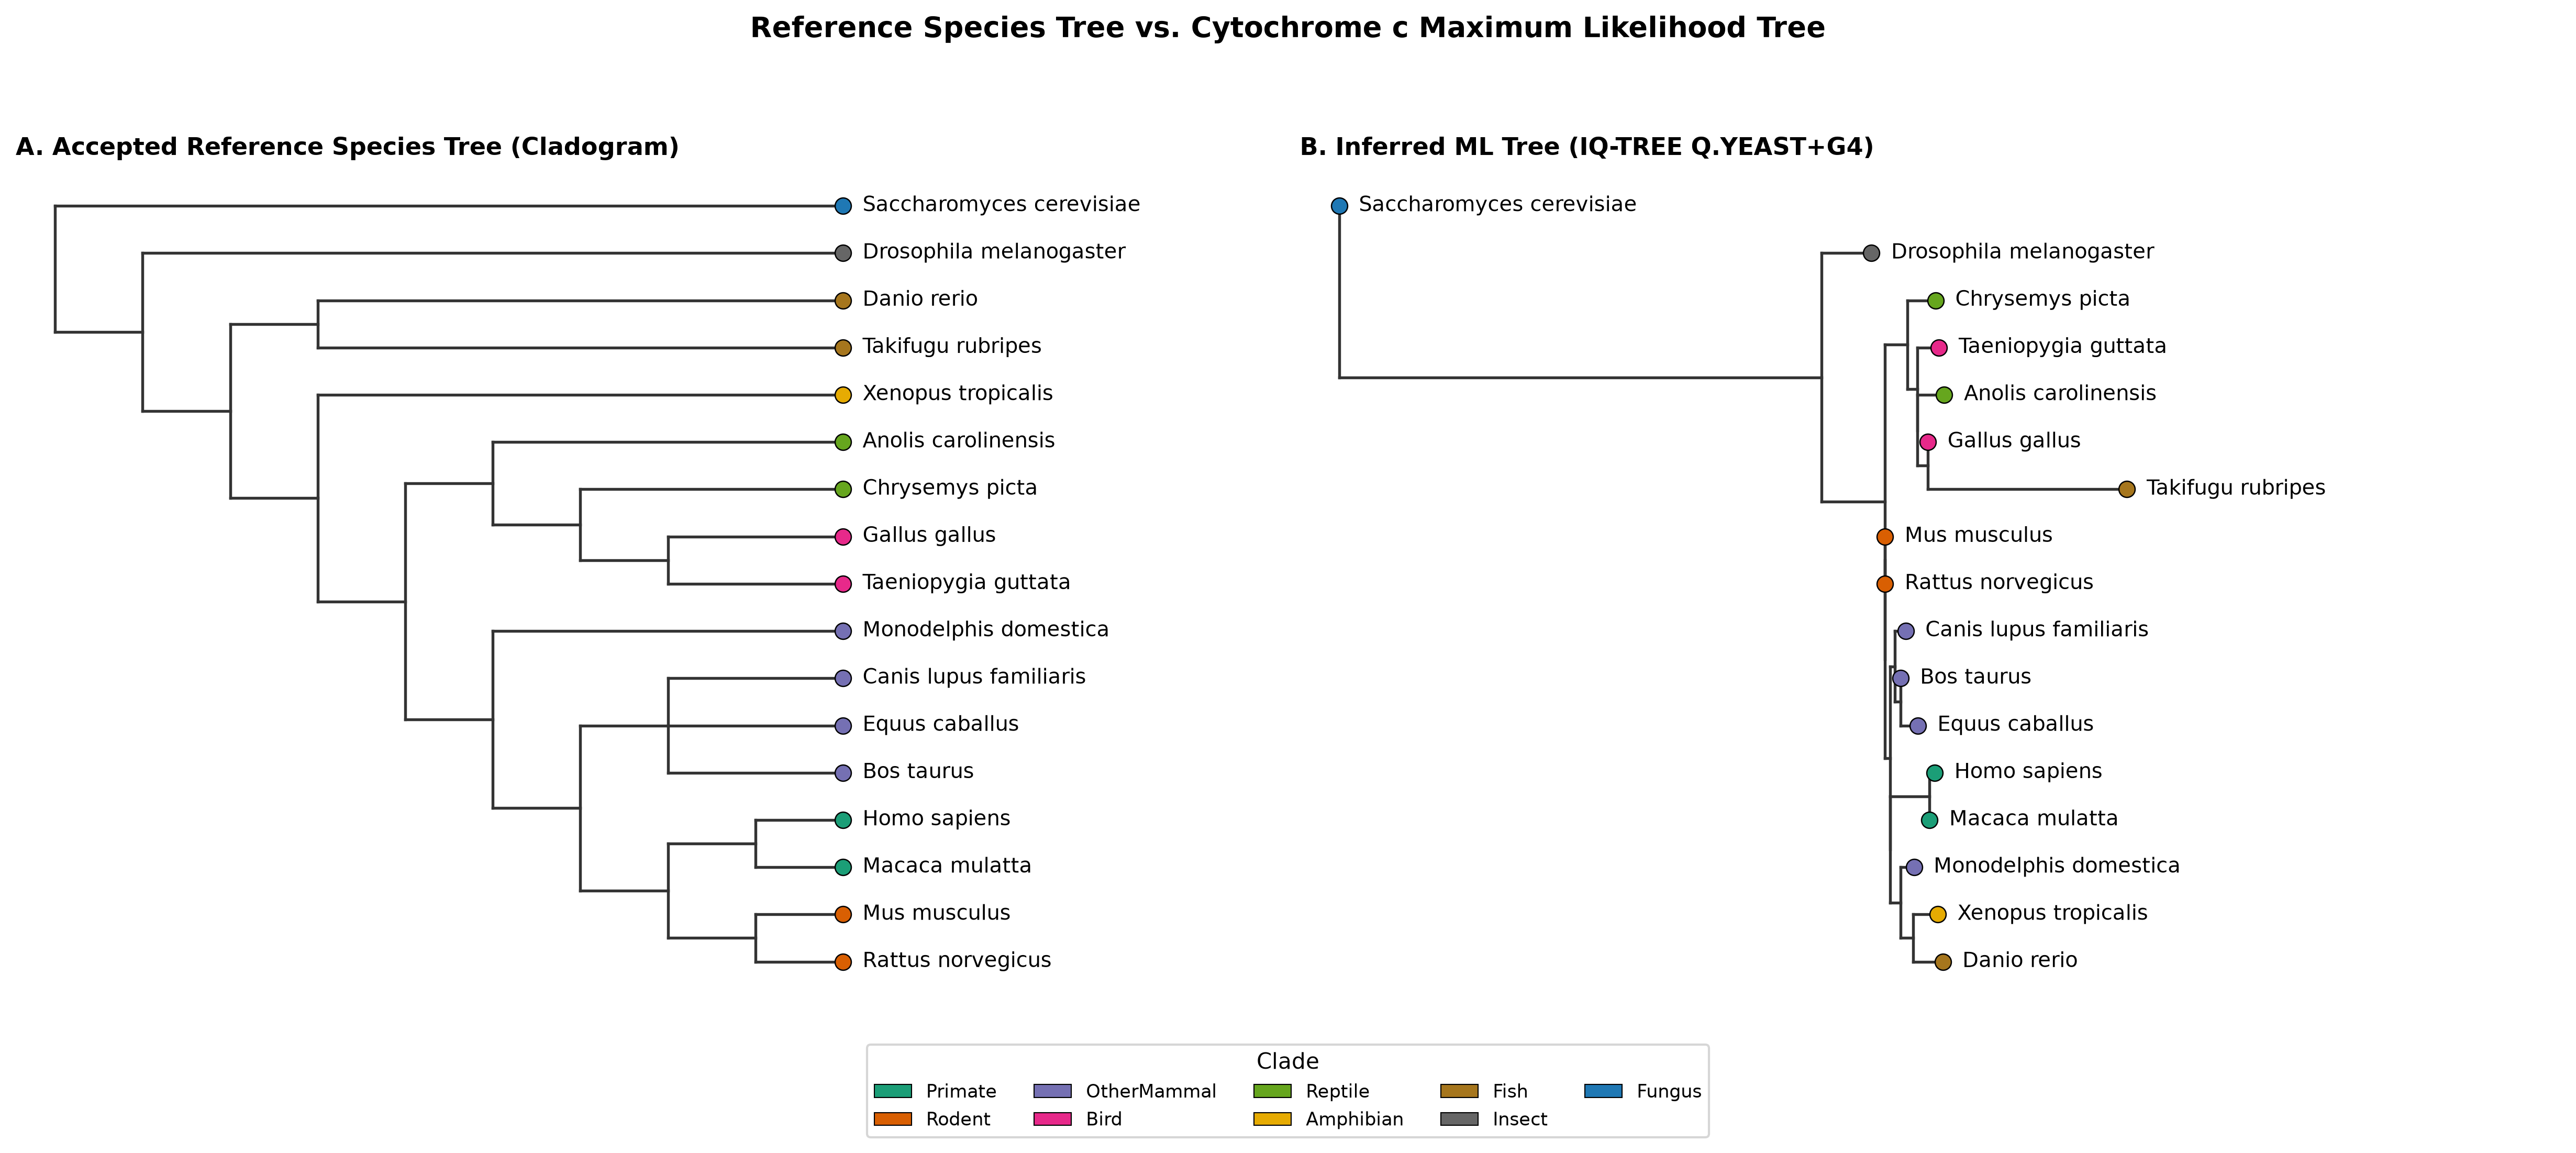 Reference Species Tree vs. Cytochrome c Maximum Likelihood Tree
A. Accepted Reference Species Tree (Cladogram)
Saccharomyces cerevisiae
Drosophila melanogaster
Danio rerio
Takifugu rubripes
Xenopus tropicalis
Anolis carolinensis
Chrysemys picta
Gallus gallus
Taeniopygia guttata
Monodelphis domestica
Canis lupus familiaris
Equus caballus
Bos taurus
Homo sapiens
Macaca mulatta
Mus musculus
Rattus norvegicus
B. Inferred ML Tree (IQ-TREE Q.YEAST+G4)
Saccharomyces cerevisiae
Drosophila melanogaster
Chrysemys picta
Taeniopygia guttata
Anolis carolinensis
Gallus gallus
Takifugu rubripes
Mus musculus
Rattus norvegicus
Canis lupus familiaris
Bos taurus
Equus caballus
Homo sapiens
Macaca mulatta
Monodelphis domestica
Xenopus tropicalis
Danio rerio
Clade
Primate OtherMammal Reptile Fish Fungus
Rodent Bird Amphibian Insect